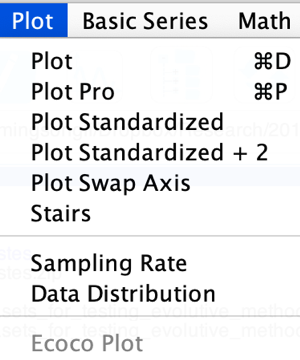 Plot Basic Series Math
Plot ⌘D
Plot Pro ⌘P
Plot Standardized
Plot Standardized + 2
Plot Swap Axis
Stairs
Sampling Rate
Data Distribution
Ecoco Plot